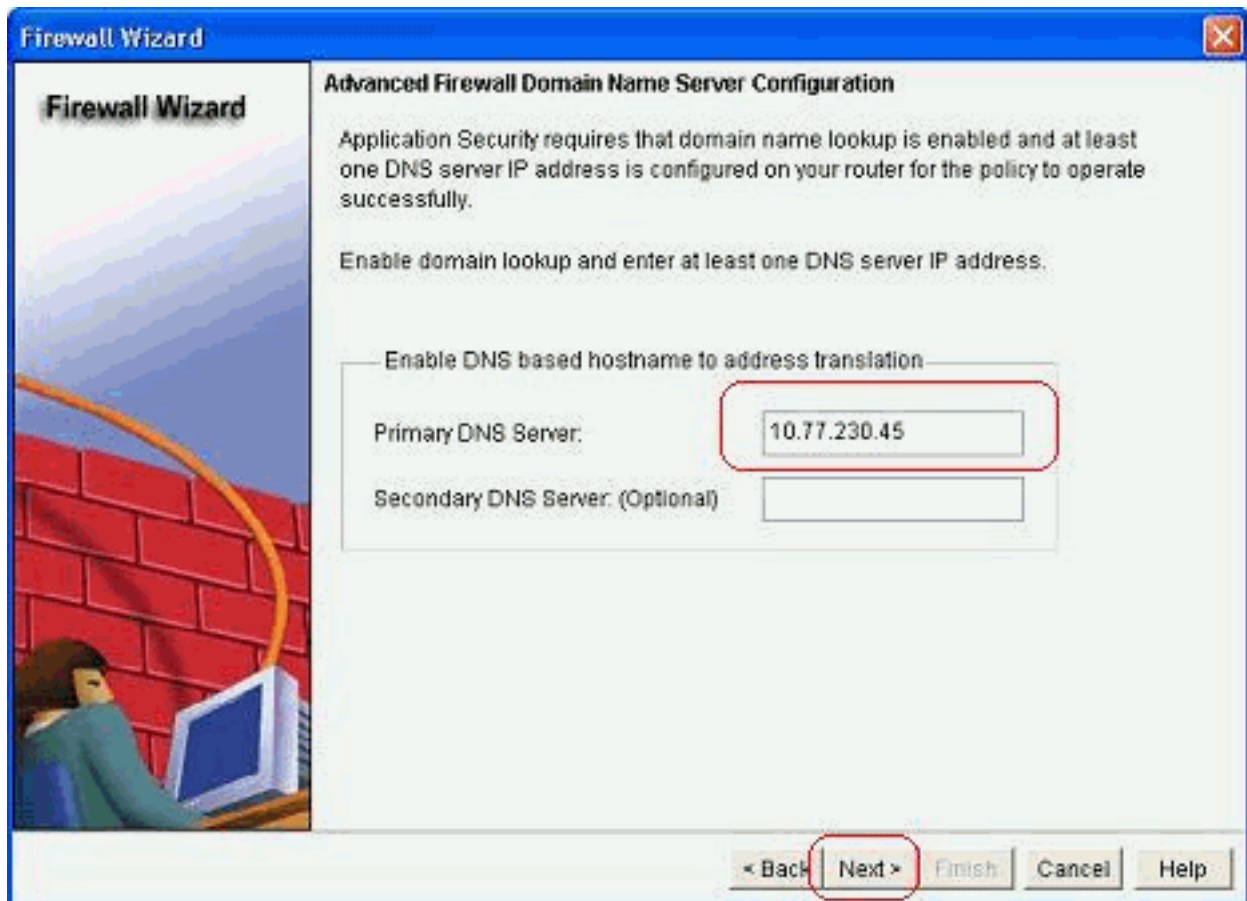 Firewall Wizard
Firewall Wizard
Advanced Firewall Domain Name Server Configuration
Application Security requires that domain name lookup is enabled and at least
one DNS server IP address is configured on your router for the policy to operate
successfully.
Enable domain lookup and enter at least one DNS server IP address.
Enable DNS based hostname to address translation
Primary DNS Server: 10.77.230.45
Secondary DNS Server: (Optional)
< Back Next > Finish Cancel Help